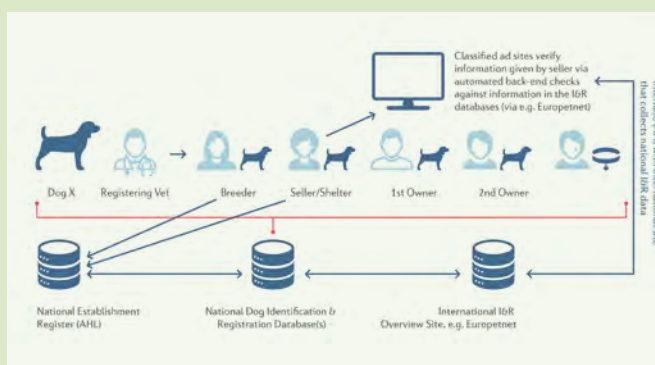 Classified ad sites verify
information given by seller via
automated back-end checks
against information in the I&R
databases (via e.g. Europetnet)
that collects national I&R data
Dog X
Registering Vet
Breeder
Seller/Shelter
1st Owner
2nd Owner
National Establishment
Register (AHL)
National Dog Identification &
Registration Database(s)
International I&R
Overview Site, e.g. Europetnet